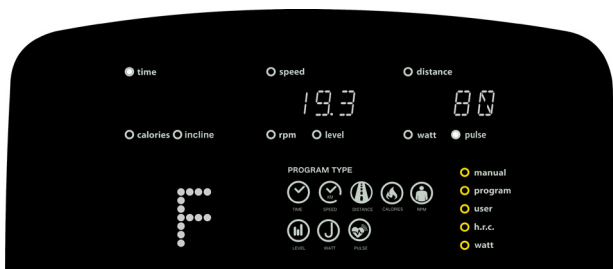 time speed distance
19.3 80
calories incline rpm level watt pulse
PROGRAM TYPE
manual
program
user
h.r.c.
watt
KM
TIME SPEED DISTANCE CALORIES RPM
LEVEL WATT PULSE
F